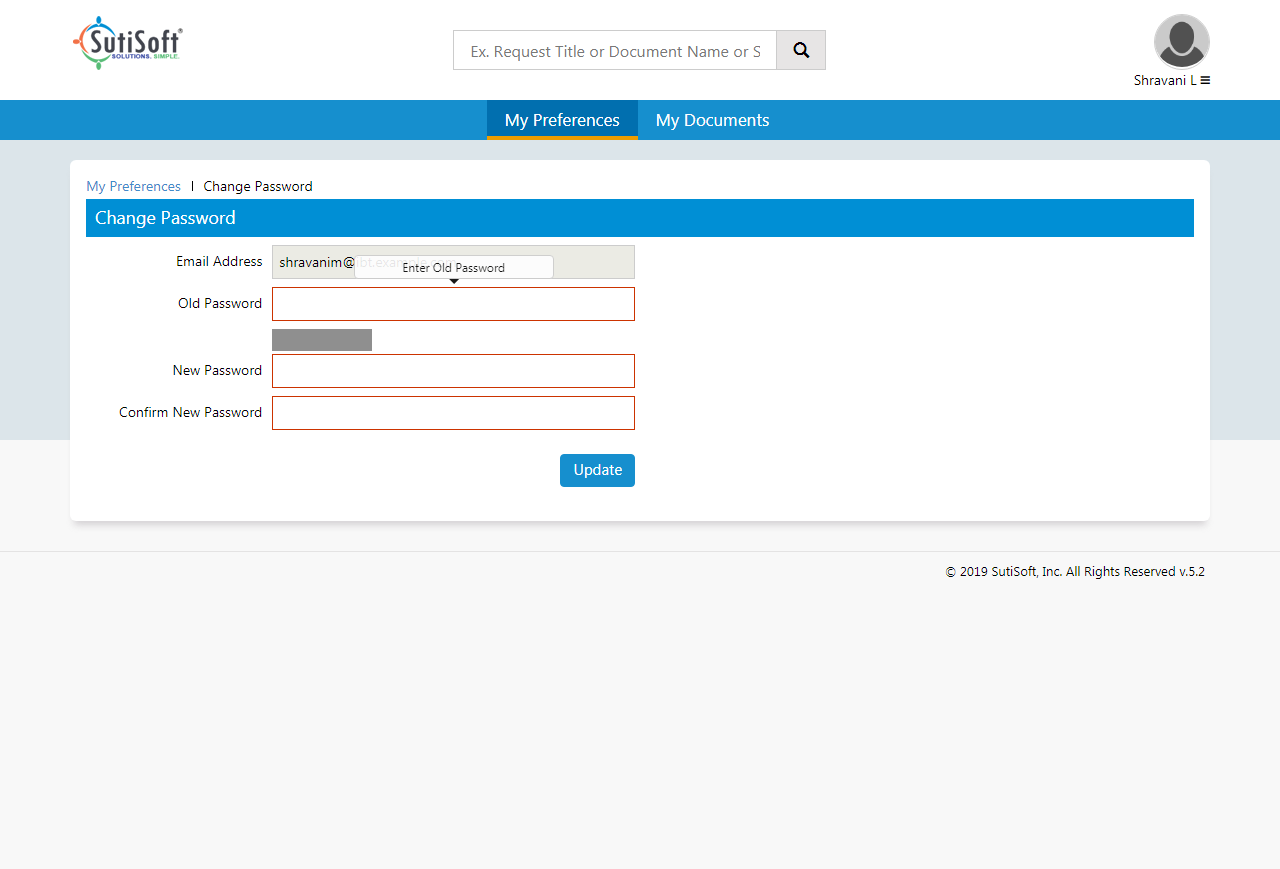 SutiSoft®
SOLUTIONS. SIMPLE.
Ex. Request Title or Document Name or S
Shravani L
My Preferences
My Documents
My Preferences | Change Password
Change Password
Email Address
shravanim@
Enter Old Password
Old Password
New Password
Confirm New Password
Update
© 2019 SutiSoft, Inc. All Rights Reserved v.5.2